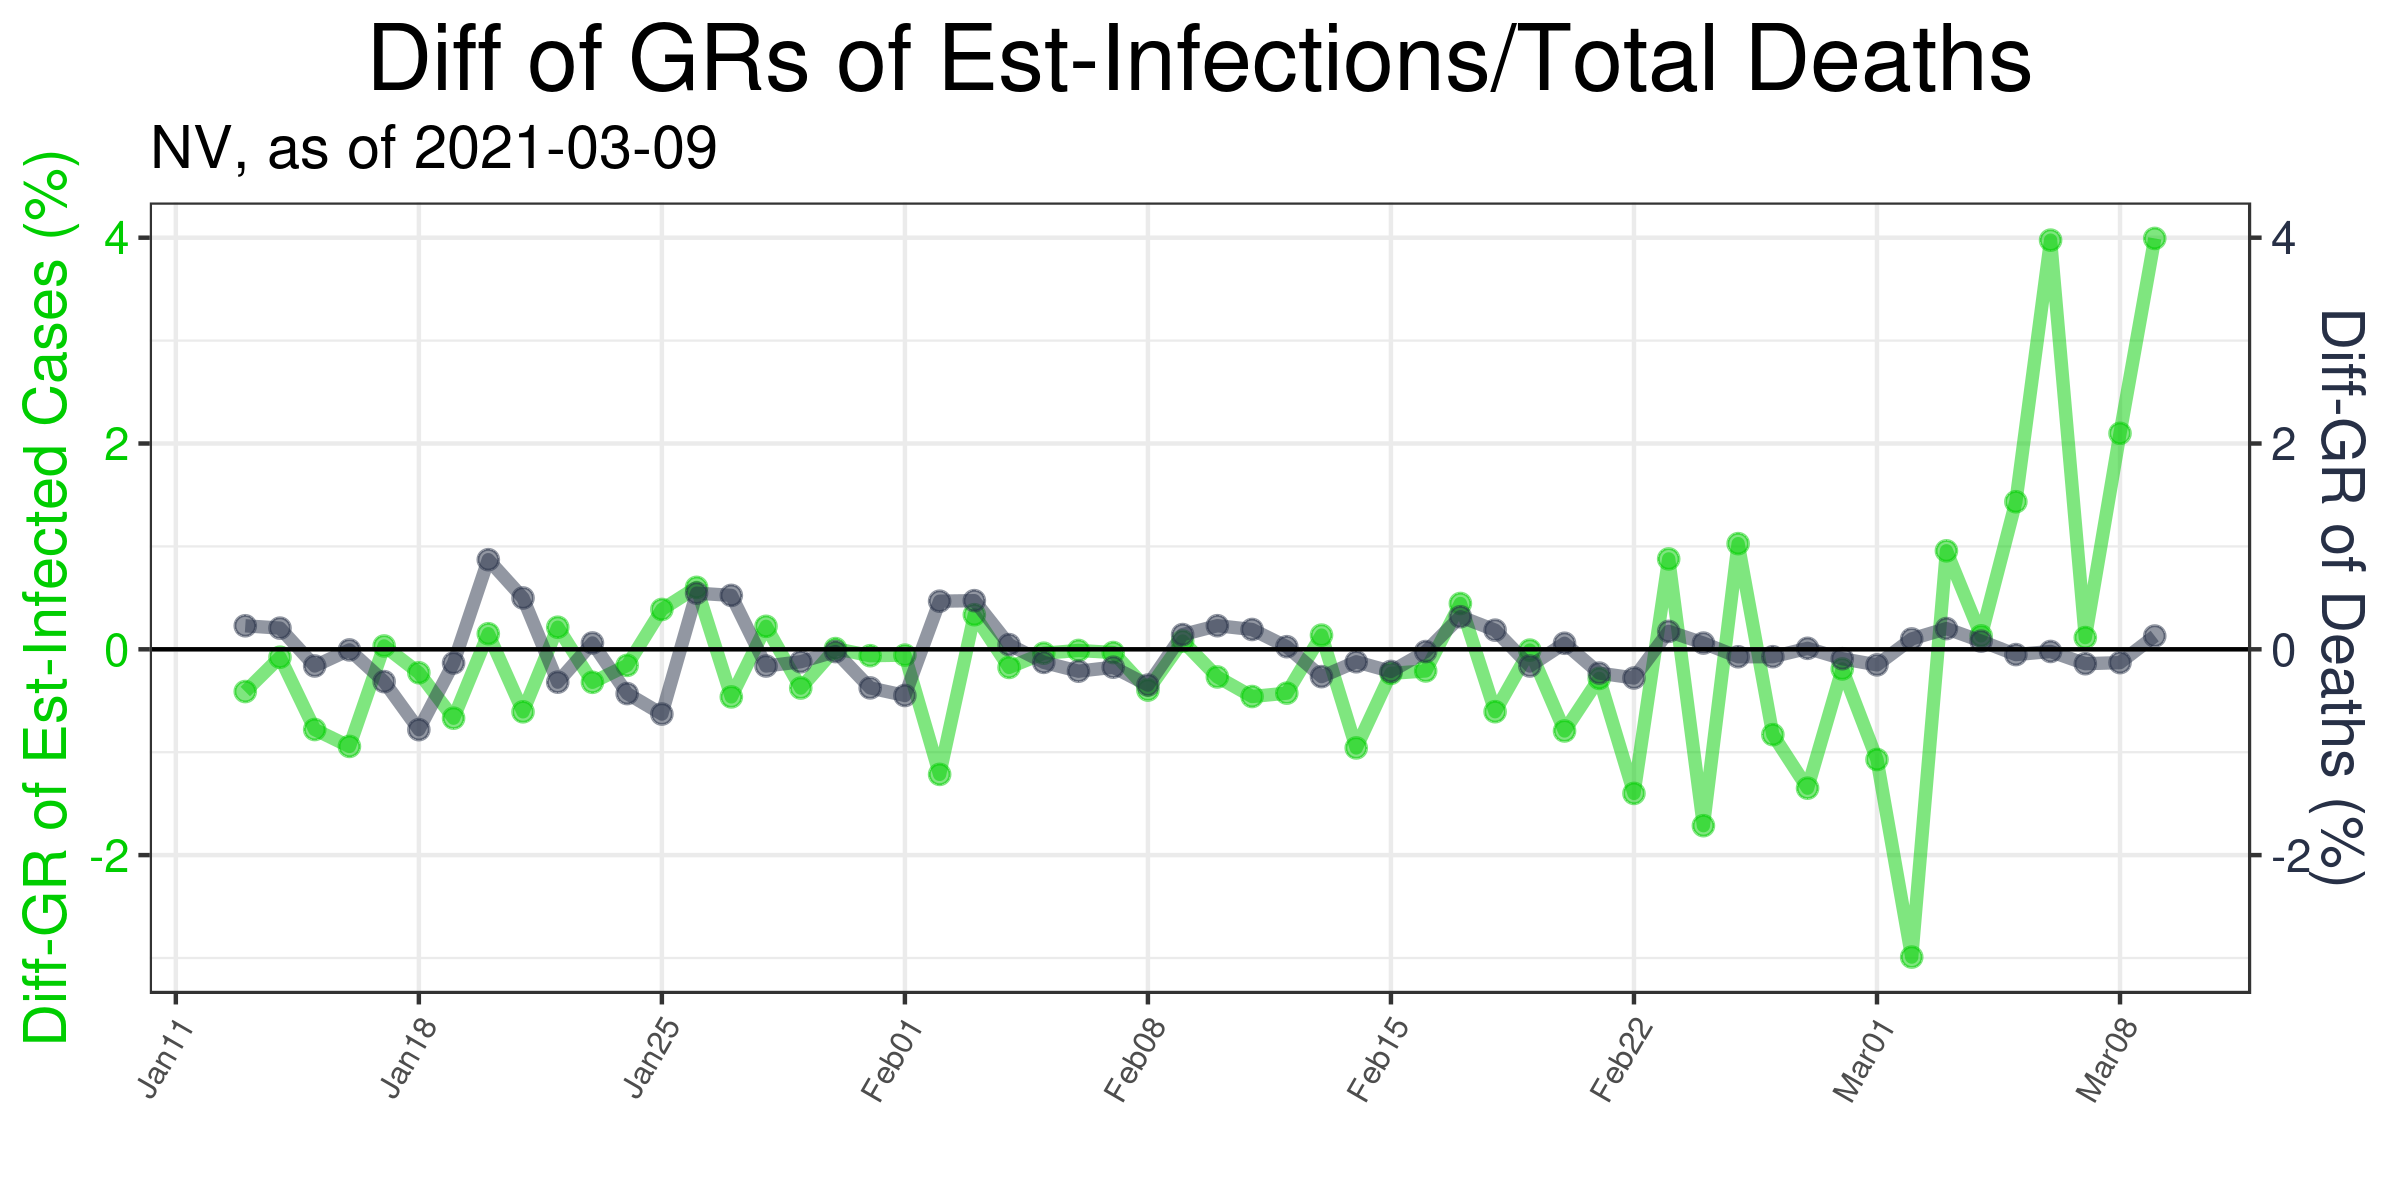 Diff of GRs of Est-Infections/Total Deaths
NV, as of 2021-03-09
Diff-GR of Est-Infected Cases (%)
4
2
0
-2
4
2
0
-2
Diff-GR of Deaths (%)
Jan11
Jan18
Jan25
Feb01
Feb08
Feb15
Feb22
Mar01
Mar08